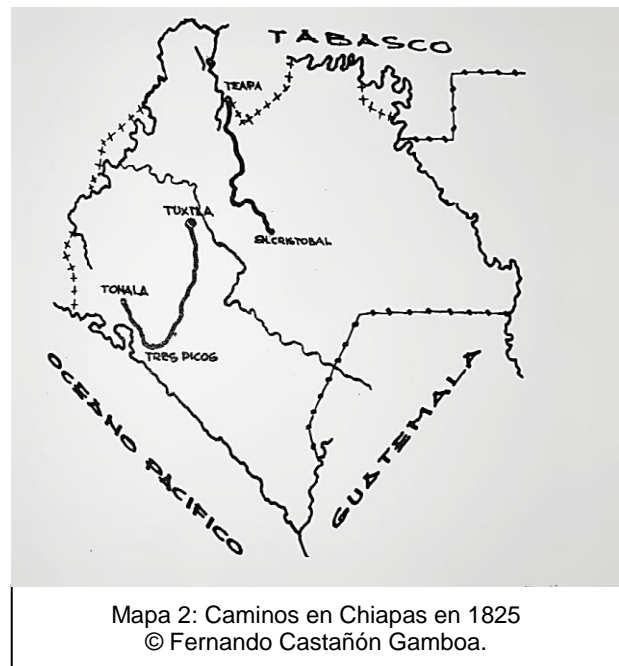 TABASCO
TEAPA
TUXTLA
SN.CRISTOBAL
TONALA
TRES PICOS
OCEANO PACIFICO
GUATEMALA
Mapa 2: Caminos en Chiapas en 1825
© Fernando Castañón Gamboa.